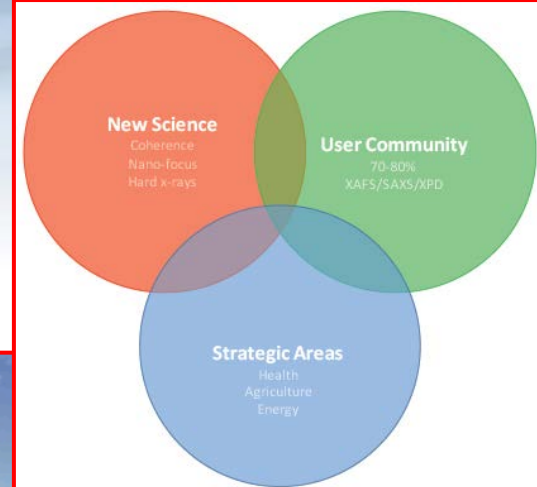 New Science
Coherence
Nano-focus
Hard x-rays
User Community
70-80%
XAFS/SAXS/XPD
Strategic Areas
Health
Agriculture
Energy